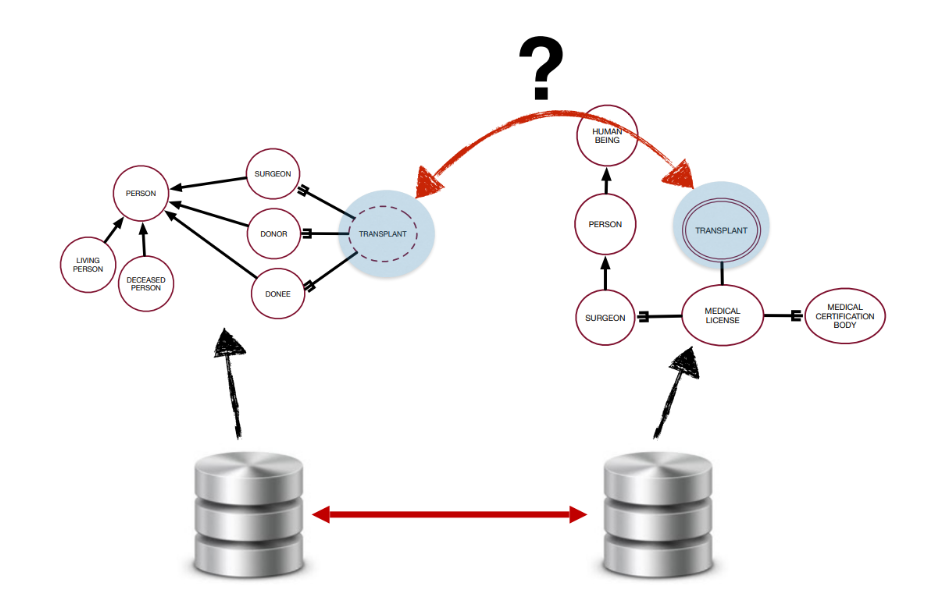 ?
HUMAN
BEING
SURGEON
PERSON
DONOR
TRANSPLANT
LIVING
PERSON
DECEASED
PERSON
DONEE
PERSON
TRANSPLANT
SURGEON
MEDICAL
LICENSE
MEDICAL
CERTIFICATION
BODY